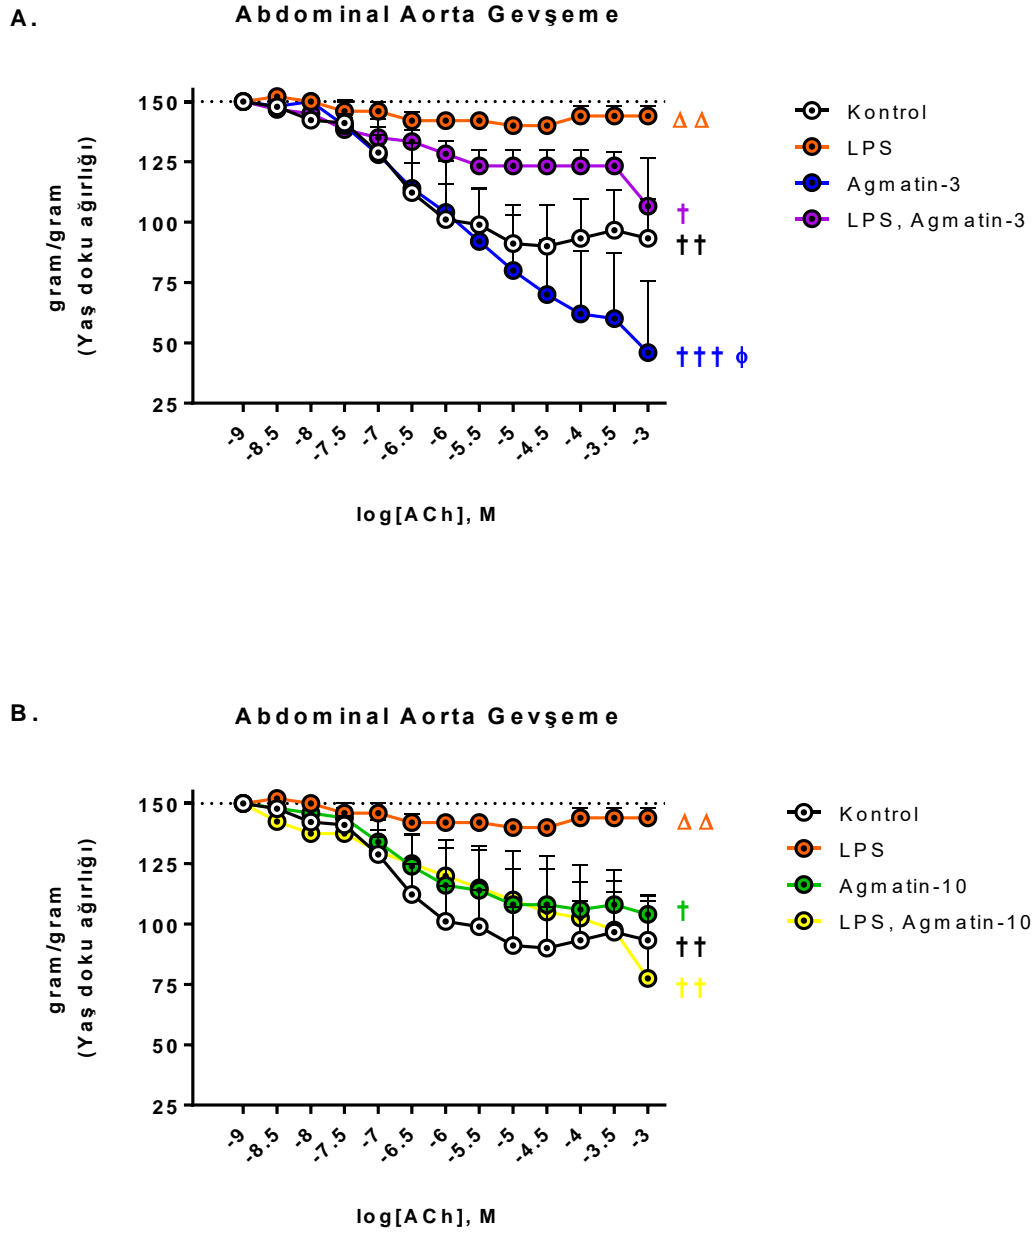 A.
Abdominal Aorta Gevşeme
gram/gram
(Yaş doku ağırlığı)
150
125
100
75
50
25
-9
-8.5
-8
-7.5
-7
-6.5
-6
-5.5
-5
-4.5
-4
-3.5
-3
log[ACh], M
Δ Δ
†
††
††† ϕ
Kontrol
LPS
Agmatin-3
LPS, Agmatin-3
B.
Abdominal Aorta Gevşeme
gram/gram
(Yaş doku ağırlığı)
150
125
100
75
50
25
-9
-8.5
-8
-7.5
-7
-6.5
-6
-5.5
-5
-4.5
-4
-3.5
-3
log[ACh], M
Δ Δ
†
††
††
Kontrol
LPS
Agmatin-10
LPS, Agmatin-10